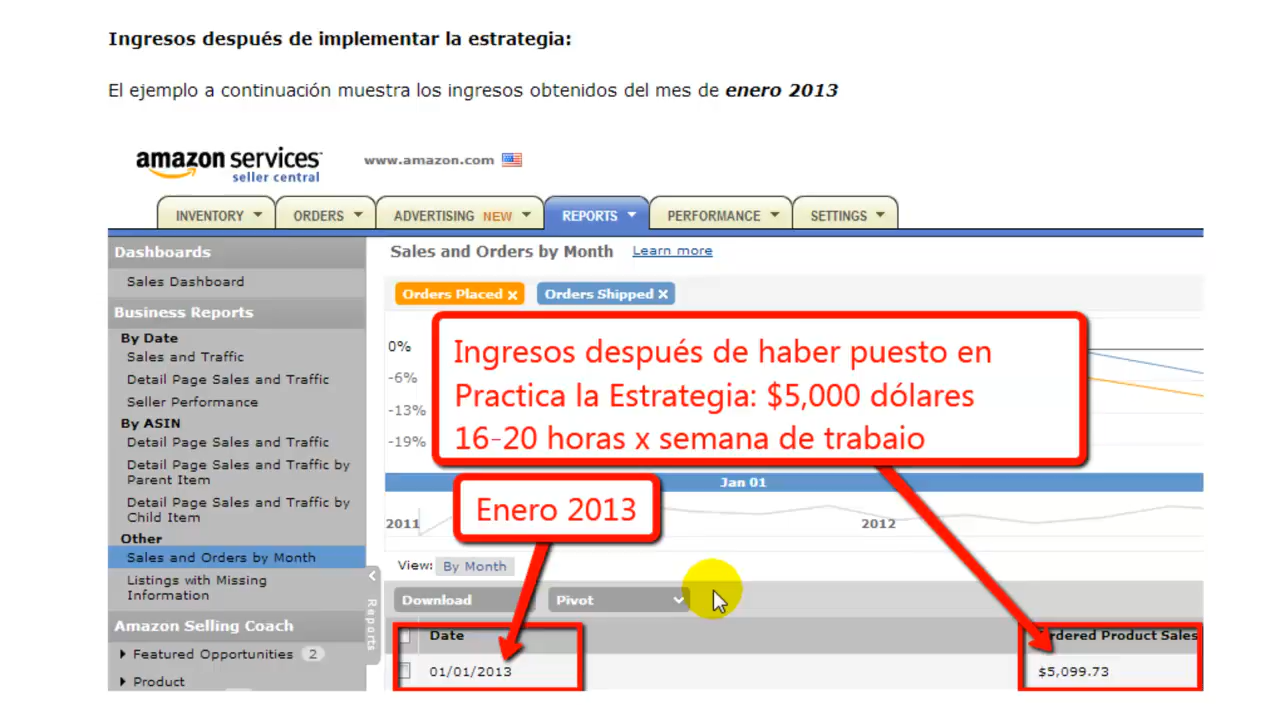 Ingresos después de implementar la estrategia:
El ejemplo a continuación muestra los ingresos obtenidos del mes de enero 2013
amazon services
seller central
www.amazon.com
INVENTORY
ORDERS
ADVERTISING NEW
REPORTS
PERFORMANCE
SETTINGS
Dashboards
Sales Dashboard
Business Reports
By Date
Sales and Traffic
Detail Page Sales and Traffic
Seller Performance
By ASIN
Detail Page Sales and Traffic
Detail Page Sales and Traffic by
Parent Item
Detail Page Sales and Traffic by
Child Item
Other
Sales and Orders by Month
Listings with Missing
Information
Amazon Selling Coach
Featured Opportunities 2
Product
Reports
Sales and Orders by Month Learn more
Orders Placed x
Orders Shipped x
0%
-6%
-13%
-19%
Ingresos después de haber puesto en
Practica la Estrategia: $5,000 dólares
16-20 horas x semana de trabajo
Jan 01
2011
2012
Enero 2013
View: By Month
Download
Pivot
Date
Ordered Product Sales
01/01/2013
$5,099.73